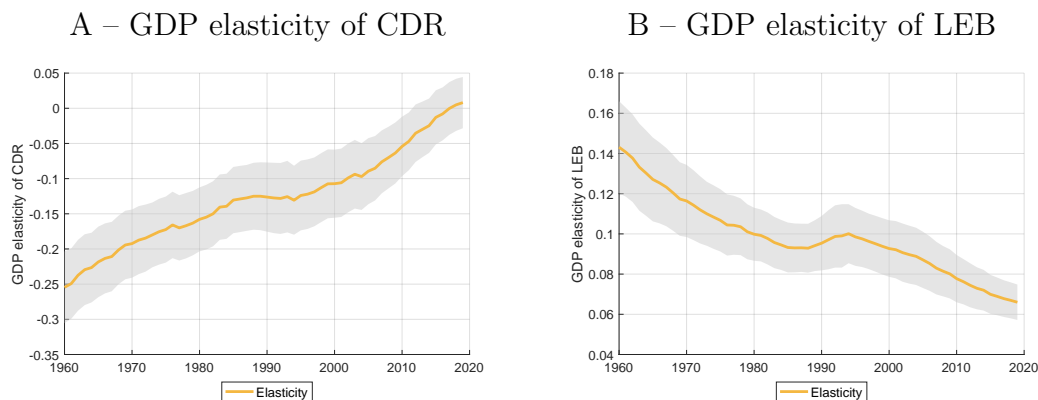 A – GDP elasticity of CDR
0.05
0
-0.05
-0.1
-0.15
-0.2
-0.25
-0.3
-0.35
GDP elasticity of CDR
1960 1970 1980 1990 2000 2010 2020
Elasticity
B – GDP elasticity of LEB
0.18
0.16
0.14
0.12
0.1
0.08
0.06
0.04
GDP elasticity of LEB
1960 1970 1980 1990 2000 2010 2020
Elasticity